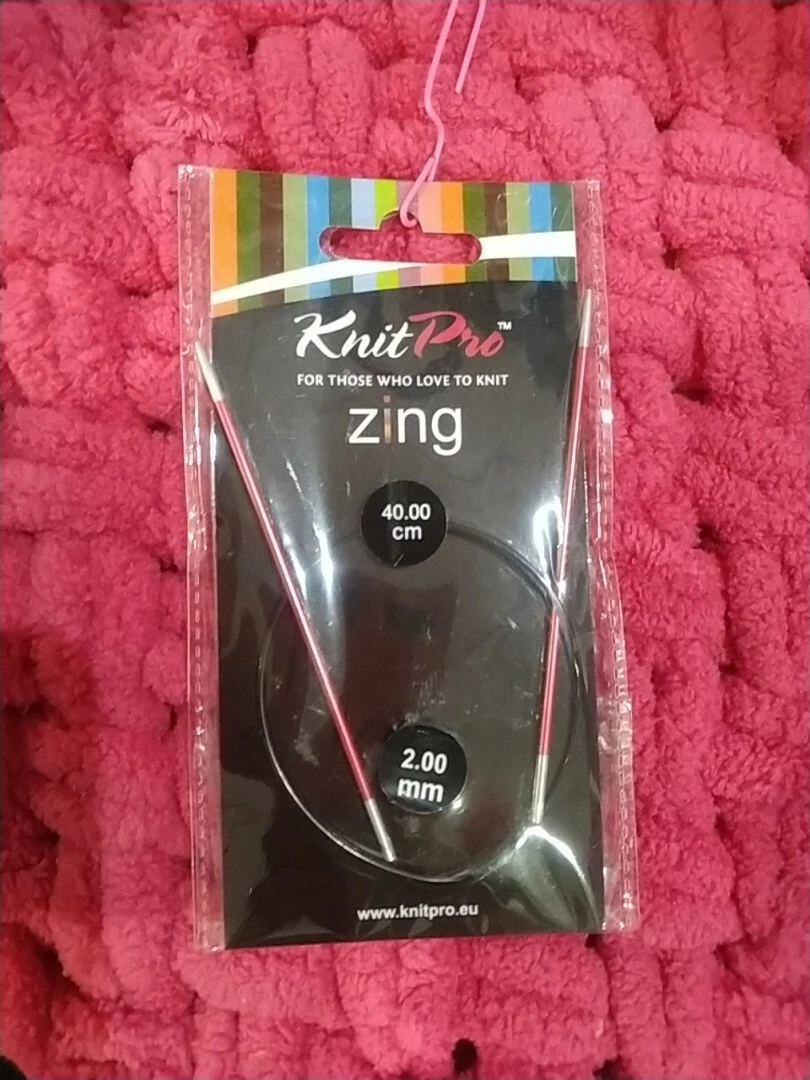 KnitPro™
FOR THOSE WHO LOVE TO KNIT
zing
40.00
cm
2.00
mm
www.knitpro.eu